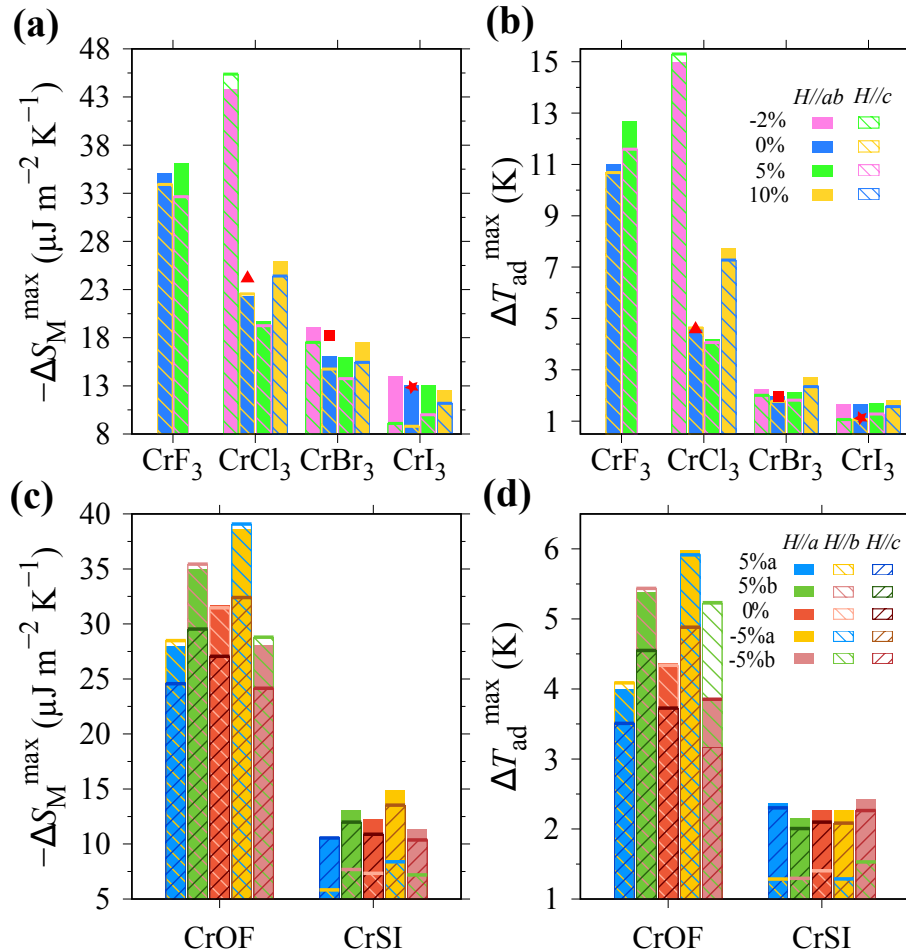 (a)
−ΔS_M^max (μJ m⁻² K⁻¹)
48
43
38
33
28
23
18
13
8
CrF₃ CrCl₃ CrBr₃ CrI₃
(b)
ΔT_ad^max (K)
15
13
11
9
7
5
3
1
H//ab H//c
-2%
0%
5%
10%
CrF₃ CrCl₃ CrBr₃ CrI₃
(c)
−ΔS_M^max (μJ m⁻² K⁻¹)
40
35
30
25
20
15
10
5
CrOF CrSI
(d)
ΔT_ad^max (K)
6
5
4
3
2
1
H//a H//b H//c
5%a
5%b
0%
-5%a
-5%b
CrOF CrSI